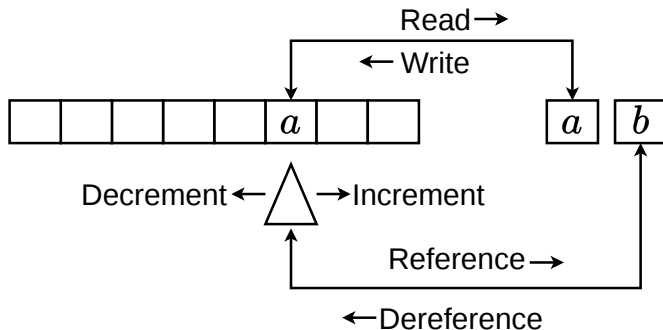 Read
Write
a a b
Decrement Increment
Reference
Dereference